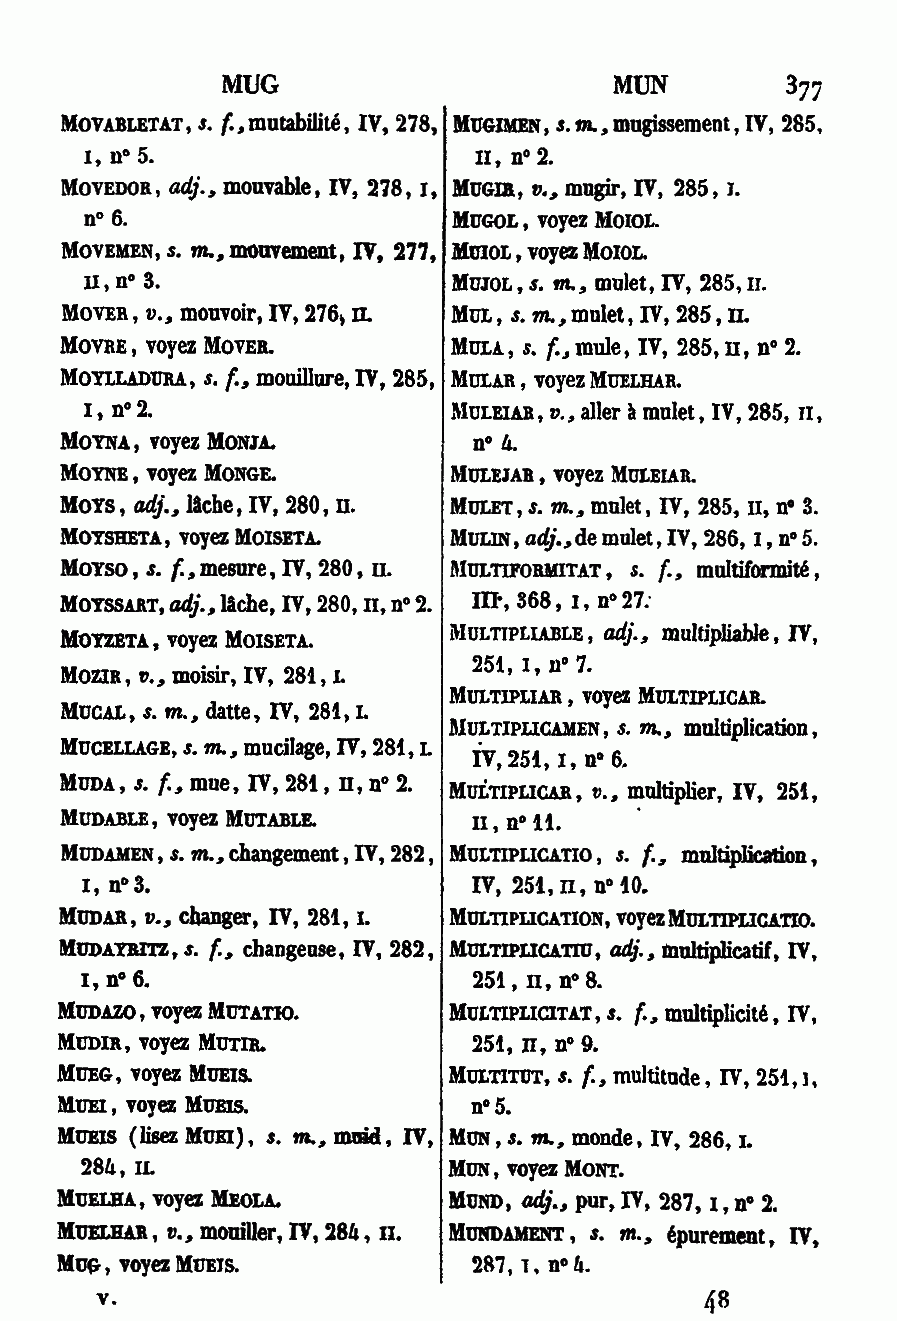 MUG
MUN 377
MOVABLETAT, s. f., mutabilité, IV, 278,
I, n° 5.
MOVEDOR, adj., mouvable, IV, 278, I,
n° 6.
MOVEMEN, s. m., mouvement, IV, 277,
II, n° 3.
MOVER, v., mouvoir, IV, 276, II.
MOVRE, voyez MOVER.
MOYLLADURA, s. f., mouillure, IV, 285,
I, n° 2.
MOYNA, voyez MONJA.
MOYNE, voyez MONGE.
MOYS, adj., lâche, IV, 280, II.
MOYSHETA, voyez MOISETA.
MOYSO, s. f., mesure, IV, 280, II.
MOYSSART, adj., lâche, IV, 280, II, n° 2.
MOYZETA, voyez MOISETA.
MOZIR, v., moisir, IV, 281, I.
MUCAL, s. m., datte, IV, 281, I.
MUCELLAGE, s. m., mucilage, IV, 281, I.
MUDA, s. f., mue, IV, 281, II, n° 2.
MUDABLE, voyez MUTABLE.
MUDAMEN, s. m., changement, IV, 282,
I, n° 3.
MUDAR, v., changer, IV, 281, I.
MUDAYRITZ, s. f., changeuse, IV, 282,
I, n° 6.
MUDAZO, voyez MUTATIO.
MUDIR, voyez MUTIR.
MUEG, voyez MUEIS.
MUEI, voyez MUEIS.
MUEIS (lisez MUEI), s. m., muid, IV,
284, II.
MUELHA, voyez MEOLA.
MUELHAR, v., mouiller, IV, 284, II.
MUG, voyez MUEIS.
MUGIMEN, s. m., mugissement, IV, 285,
II, n° 2.
MUGIR, v., mugir, IV, 285, I.
MUGOL, voyez MOIOL.
MUIOL, voyez MOIOL.
MUJOL, s. m., mulet, IV, 285, II.
MUL, s. m., mulet, IV, 285, II.
MULA, s. f., mule, IV, 285, II, n° 2.
MULAR, voyez MUELHAR.
MULEIAR, v., aller à mulet, IV, 285, II,
n° 4.
MULEJAR, voyez MULEIAR.
MULET, s. m., mulet, IV, 285, II, n° 3.
MULIN, adj., de mulet, IV, 286, I, n° 5.
MULTIFORMITAT, s. f., multiformité,
III, 368, I, n° 27.
MULTIPLIABLE, adj., multipliable, IV,
251, I, n° 7.
MULTIPLIAR, voyez MULTIPLICAR.
MULTIPLICAMEN, s. m., multiplication,
IV, 251, I, n° 6.
MULTIPLICAR, v., multiplier, IV, 251,
II, n° 11.
MULTIPLICATIO, s. f., multiplication,
IV, 251, II, n° 10.
MULTIPLICATION, voyez MULTIPLICATIO.
MULTIPLICATIU, adj., multiplicatif, IV,
251, II, n° 8.
MULTIPLICITAT, s. f., multiplicité, IV,
251, II, n° 9.
MULTITUT, s. f., multitude, IV, 251, I,
n° 5.
MUN, s. m., monde, IV, 286, I.
MUN, voyez MONT.
MUND, adj., pur, IV, 287, I, n° 2.
MUNDAMENT, s. m., épurement, IV,
287, I, n° 4.
V.
48